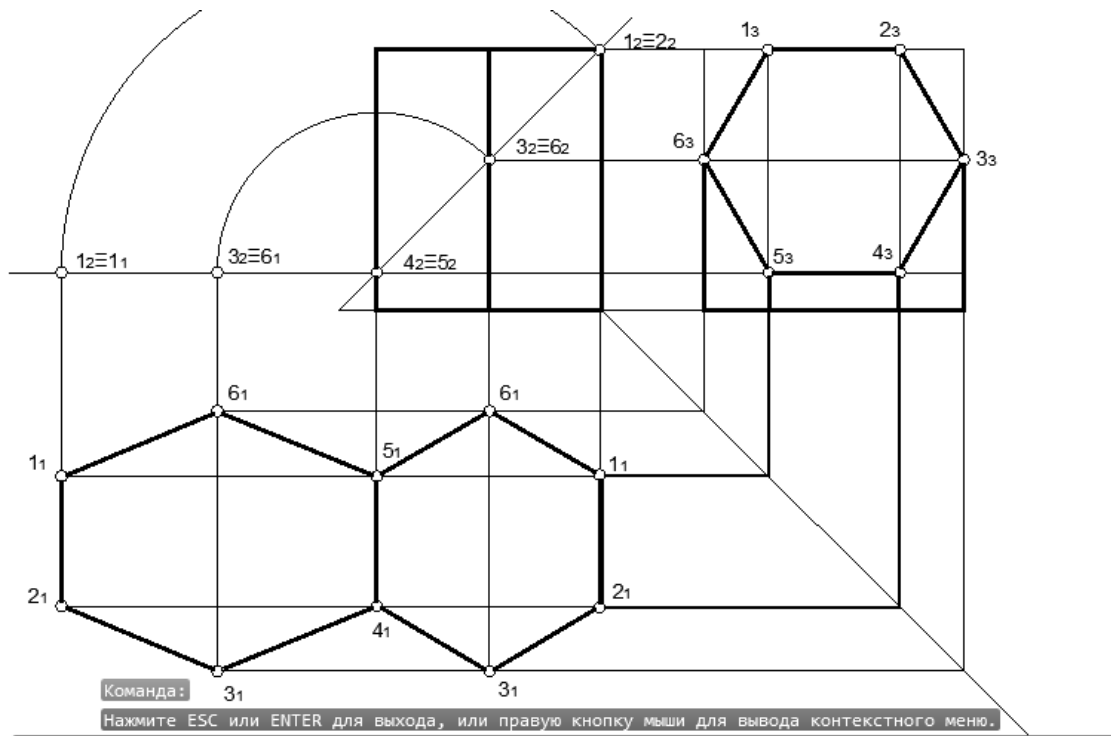 1₃ 2₃
1₂≡2₂
3₂≡6₂ 6₃ 3₃
1₂≡1₁ 3₂≡6₁ 4₂≡5₂ 5₃ 4₃
6₁ 6₁
1₁ 5₁ 1₁
2₁ 4₁ 2₁
3₁ 3₁
Команда:
Нажмите ESC или ENTER для выхода, или правую кнопку мыши для вывода контекстного меню.